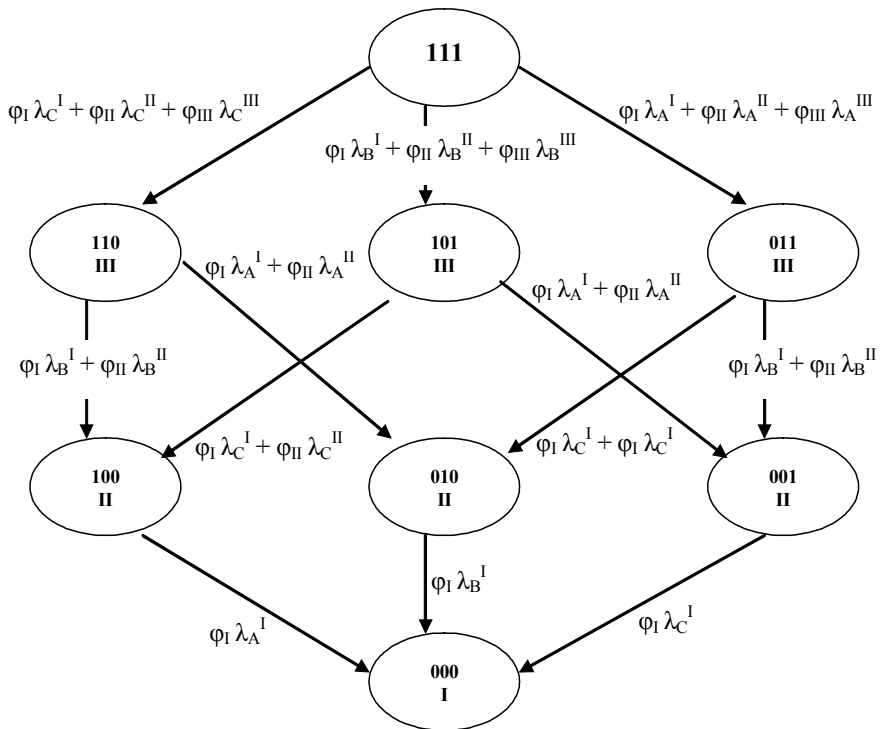 111
φI λC^I + φII λC^II + φIII λC^III
φI λA^I + φII λA^II + φIII λA^III
φI λB^I + φII λB^II + φIII λB^III
110
III
101
III
011
III
φI λA^I + φII λA^II
φI λA^I + φII λA^II
φI λB^I + φII λB^II
φI λB^I + φII λB^II
φI λC^I + φII λC^II
φI λC^I + φI λC^I
100
II
010
II
001
II
φI λB^I
φI λA^I
φI λC^I
000
I